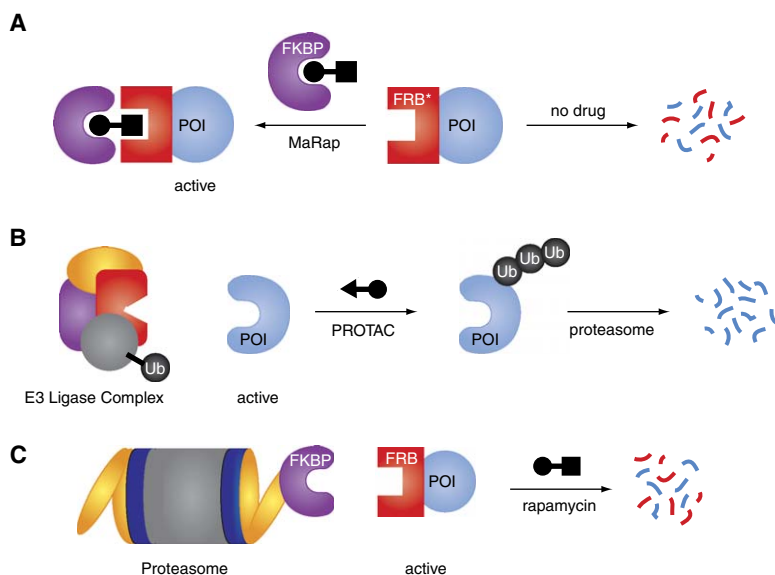 A
FKBP
FRB*
POI
POI
no drug
MaRap
active
B
Ub
Ub
Ub
POI
PROTAC
POI
proteasome
Ub
E3 Ligase Complex
active
C
FKBP
FRB
POI
rapamycin
Proteasome
active